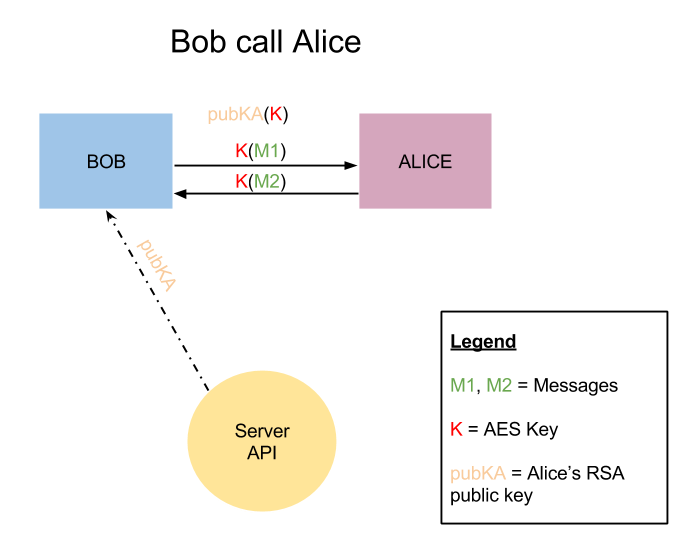 Bob call Alice
pubKA(K)
K(M1)
BOB
ALICE
K(M2)
pubKA
Server
API
Legend
M1, M2 = Messages
K = AES Key
pubKA = Alice's RSA
public key